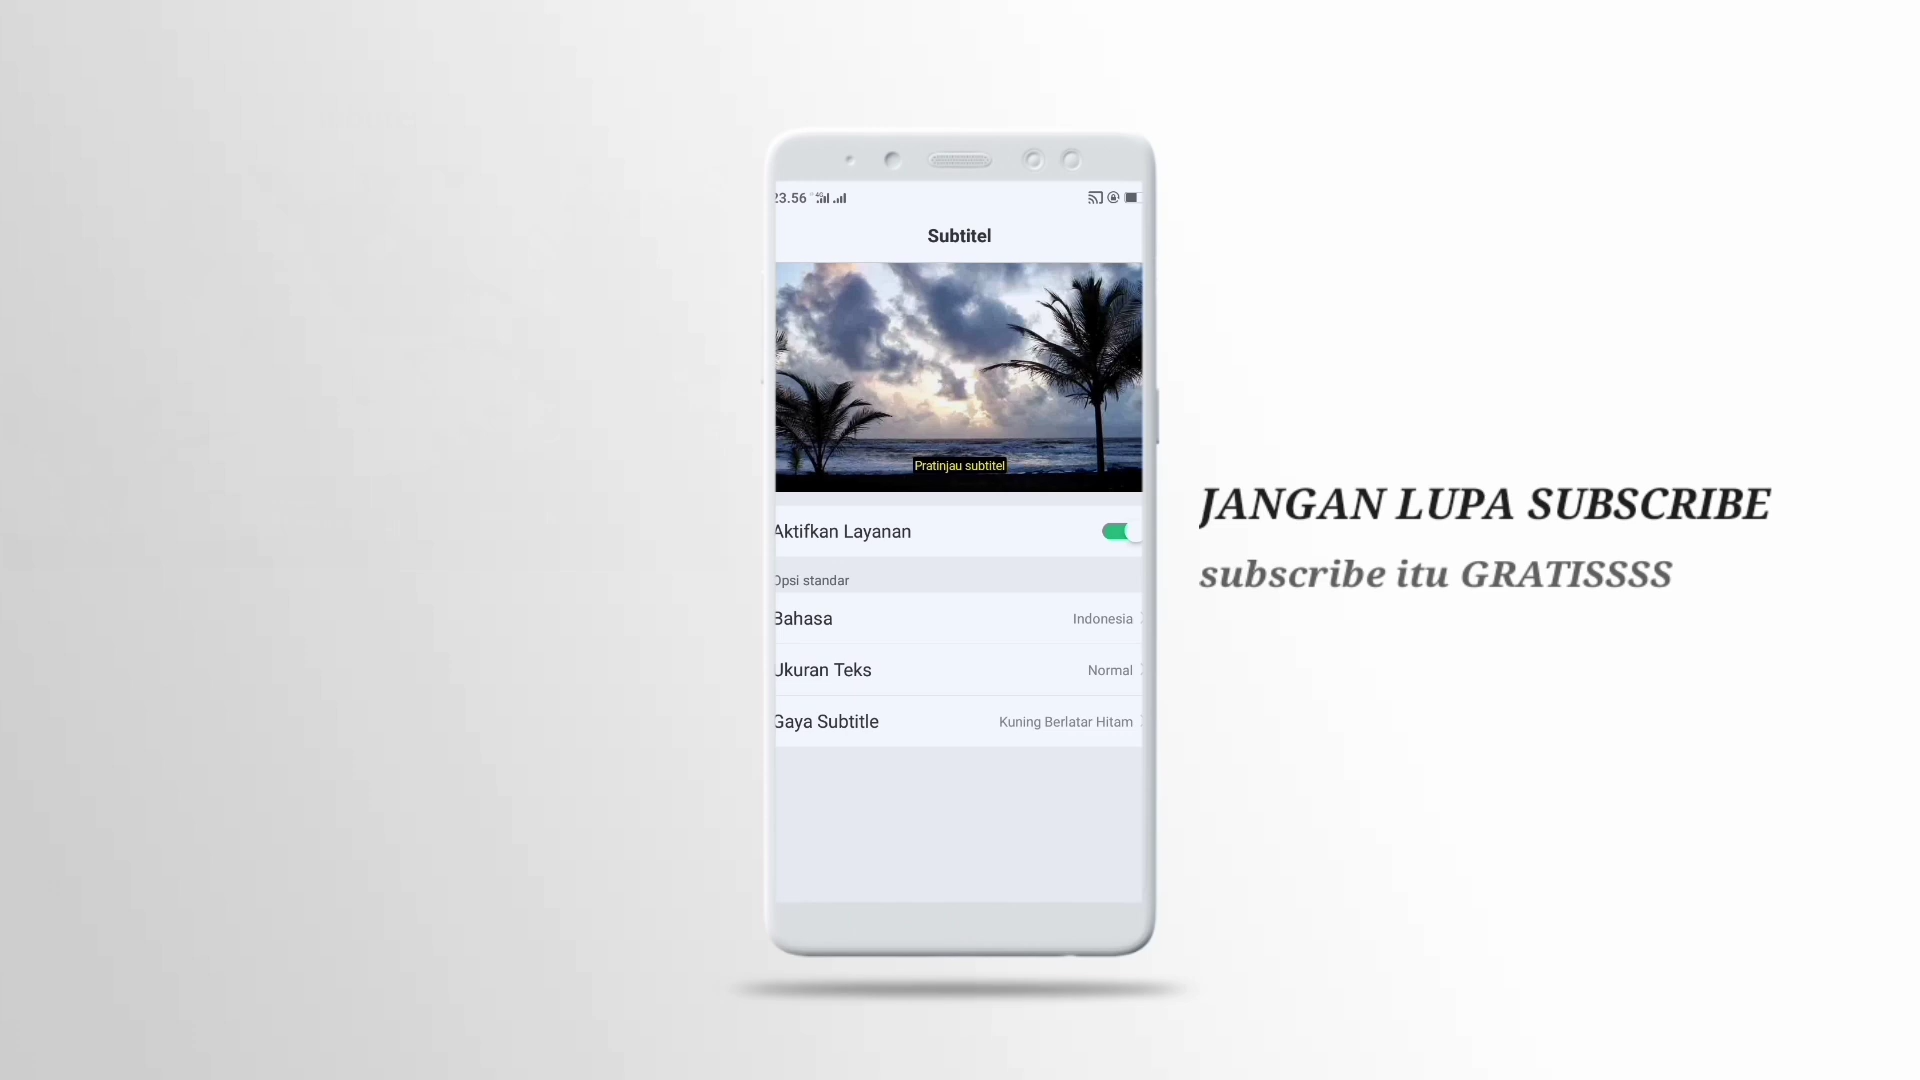 23.56 4G
Subtitel
Pratinjau subtitel
Aktifkan Layanan
Opsi standar
Bahasa Indonesia
Ukuran Teks Normal
Gaya Subtitle Kuning Berlatar Hitam
JANGAN LUPA SUBSCRIBE
subscribe itu GRATISSSS